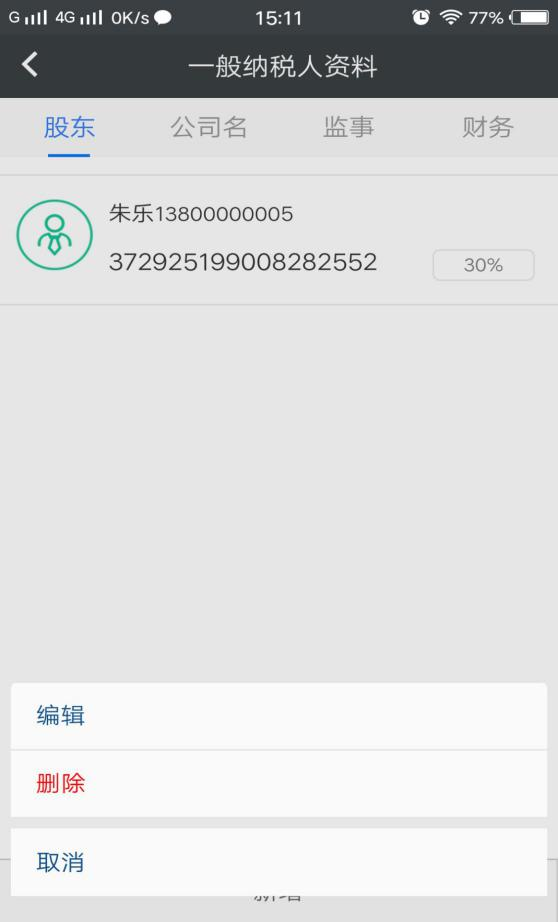 G 4G 0K/s 15:11 77%
一般纳税人资料
股东 公司名 监事 财务
朱乐13800000005
372925199008282552
30%
编辑
删除
取消